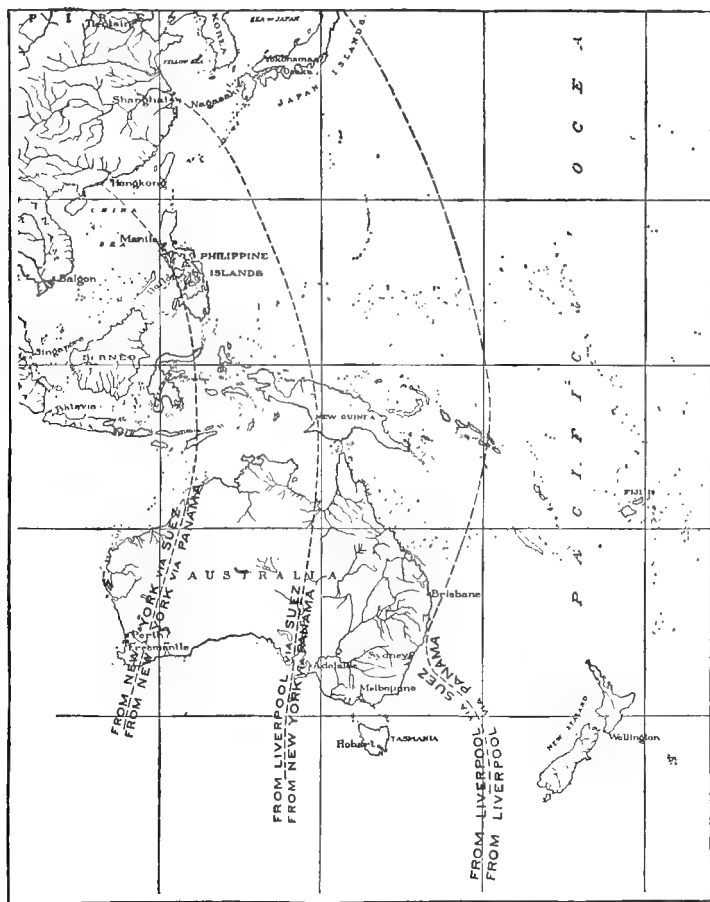 SEA OF JAPAN
KOREA
YELLOW SEA
Yokohama
Osaka
Nagasaki
JAPAN ISLANDS
Shanghai
Hongkong
CHINA
SEA
Manila
PHILIPPINE
ISLANDS
Saigon
Singapore
BORNEO
Batavia
NEW GUINEA
PACIFIC OCEA
FIJI
AUSTRALIA
Brisbane
Perth
Fremantle
Adelaide
Sydney
Melbourne
Hobart
TASMANIA
NEW ZEALAND
Wellington
FROM NEW YORK VIA SUEZ
FROM NEW YORK VIA PANAMA
FROM LIVERPOOL VIA SUEZ
FROM NEW YORK VIA PANAMA
FROM LIVERPOOL VIA SUEZ
FROM LIVERPOOL VIA PANAMA